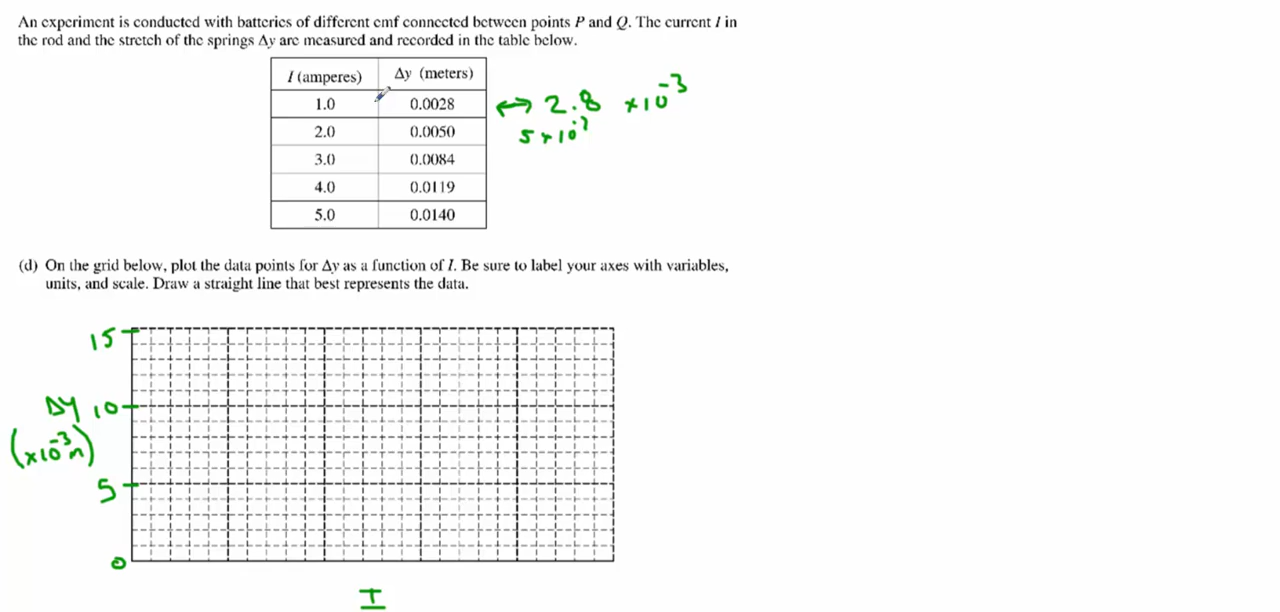 An experiment is conducted with batteries of different emf connected between points P and Q. The current I in
the rod and the stretch of the springs Δy are measured and recorded in the table below.
I (amperes) Δy (meters)
1.0 0.0028 ↔ 2.8 ×10⁻³
2.0 0.0050 5 × 10⁻³
3.0 0.0084
4.0 0.0119
5.0 0.0140
(d) On the grid below, plot the data points for Δy as a function of I. Be sure to label your axes with variables,
units, and scale. Draw a straight line that best represents the data.
15
Δy 10
(×10⁻³m)
5
0
I